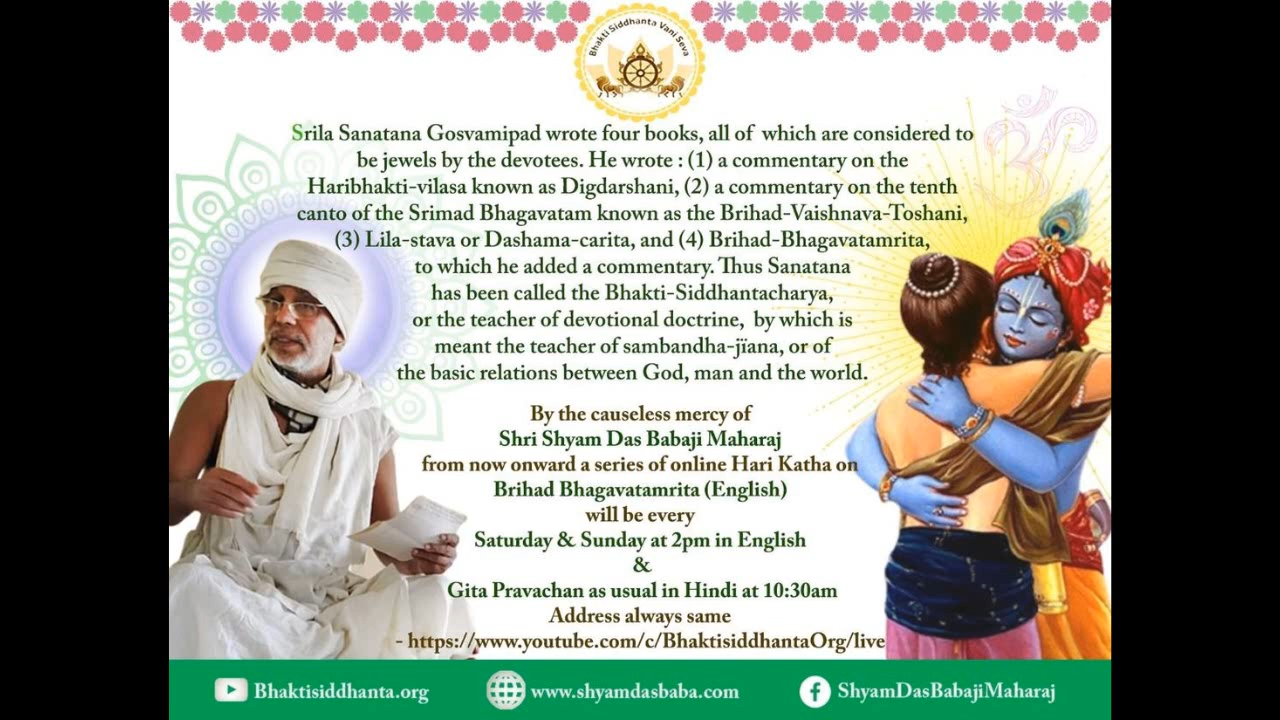 Bhakti Siddhanta Vani Seva
Srila Sanatana Gosvamipad wrote four books, all of which are considered to
be jewels by the devotees. He wrote : (1) a commentary on the
Haribhakti-vilasa known as Digdarshani, (2) a commentary on the tenth
canto of the Srimad Bhagavatam known as the Brihad-Vaishnava-Toshani,
(3) Lila-stava or Dashama-carita, and (4) Brihad-Bhagavatamrita,
to which he added a commentary. Thus Sanatana
has been called the Bhakti-Siddhantacharya,
or the teacher of devotional doctrine, by which is
meant the teacher of sambandha-jïana, or of
the basic relations between God, man and the world.
By the causeless mercy of
Shri Shyam Das Babaji Maharaj
from now onward a series of online Hari Katha on
Brihad Bhagavatamrita (English)
will be every
Saturday & Sunday at 2pm in English
&
Gita Pravachan as usual in Hindi at 10:30am
Address always same
- https://www.youtube.com/c/BhaktisiddhantaOrg/live
Bhaktisiddhanta.org
www.shyamdasbaba.com
ShyamDasBabajiMaharaj
ॐ